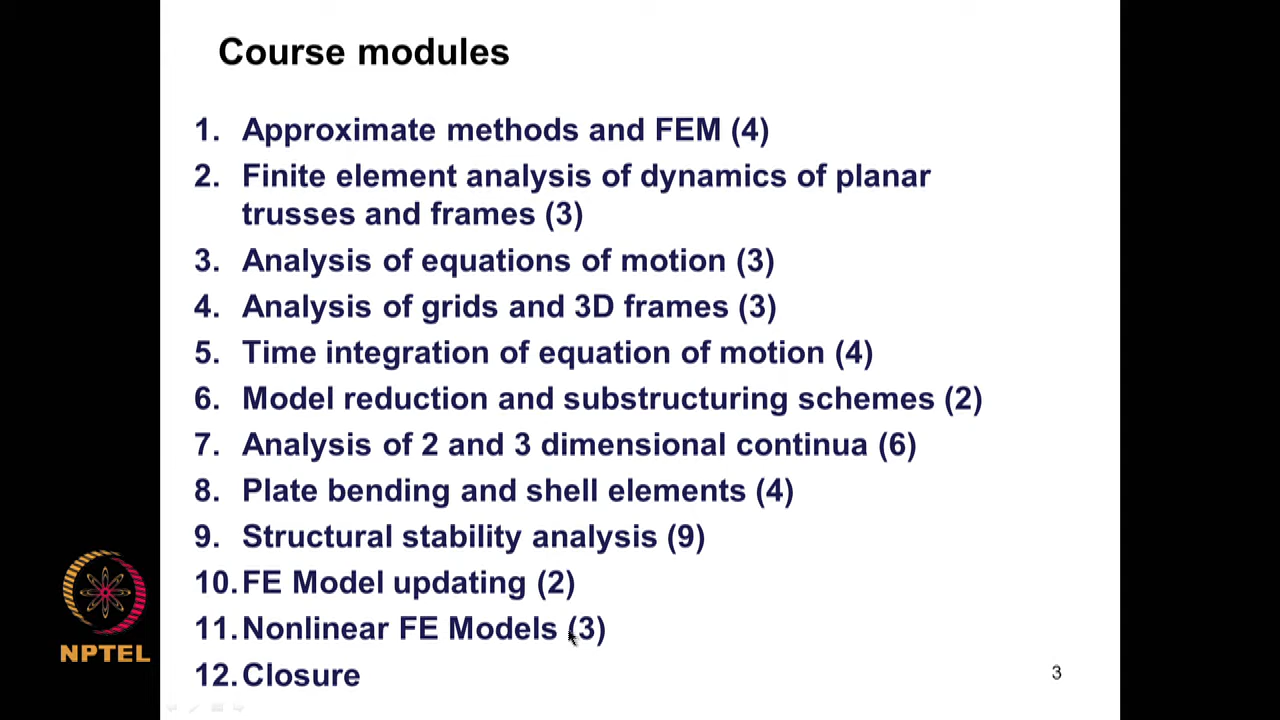 Course modules
1. Approximate methods and FEM (4)
2. Finite element analysis of dynamics of planar
trusses and frames (3)
3. Analysis of equations of motion (3)
4. Analysis of grids and 3D frames (3)
5. Time integration of equation of motion (4)
6. Model reduction and substructuring schemes (2)
7. Analysis of 2 and 3 dimensional continua (6)
8. Plate bending and shell elements (4)
9. Structural stability analysis (9)
10. FE Model updating (2)
11. Nonlinear FE Models (3)
12. Closure
3
NPTEL